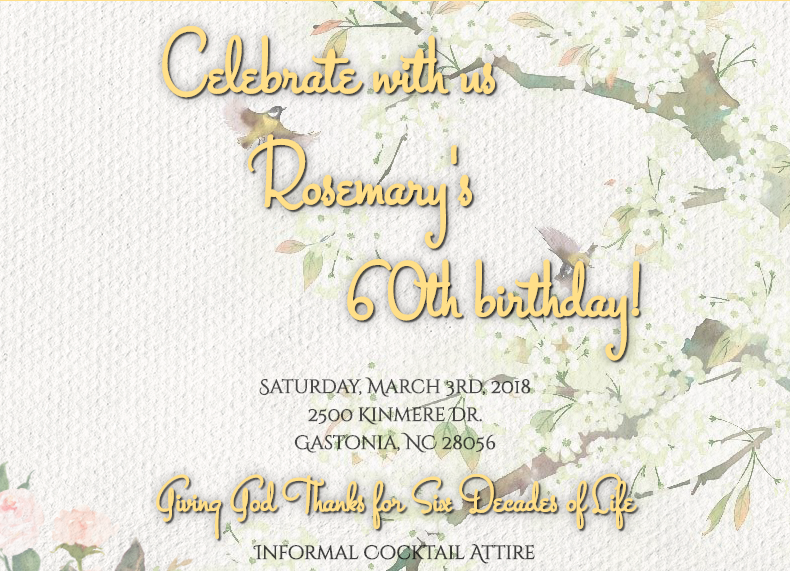 Celebrate with us
Rosemary's
60th birthday!
Saturday, March 3rd, 2018
2500 Kinmere Dr.
Gastonia, NC 28056
Giving God Thanks for Six Decades of Life
Informal cocktail Attire